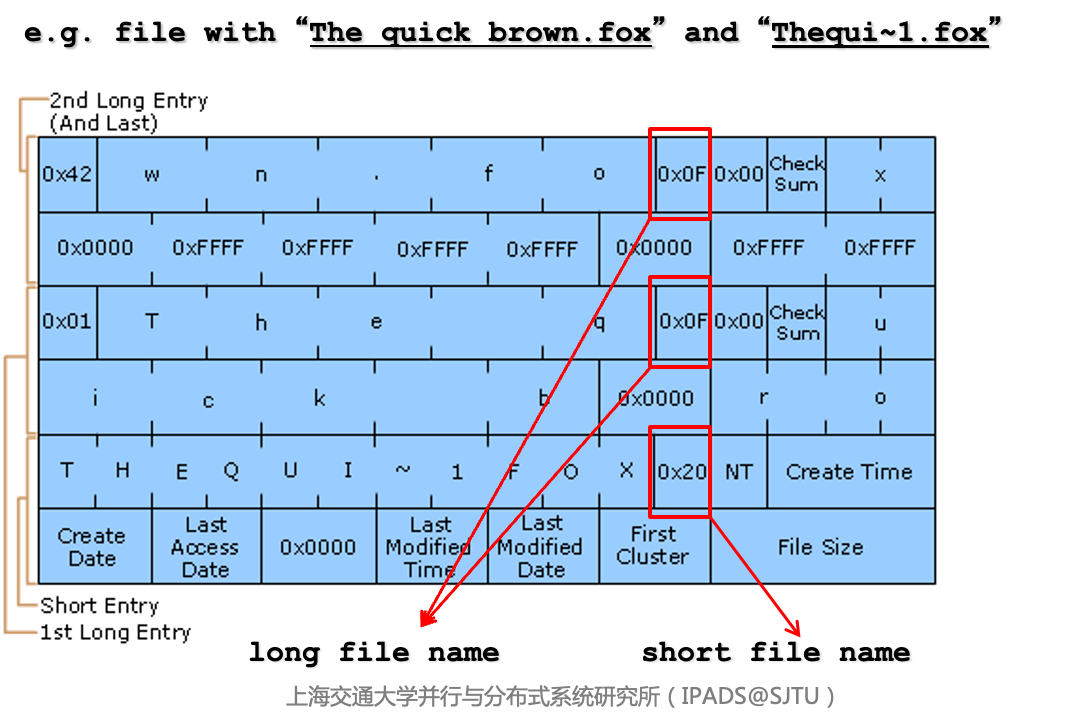 e.g. file with “The quick brown.fox” and “Thequi~1.fox”
2nd Long Entry
(And Last)
0x42 w n . f o 0x0F 0x00 Check Sum x
0x0000 0xFFFF 0xFFFF 0xFFFF 0xFFFF 0x0000 0xFFFF 0xFFFF
0x01 T h e q 0x0F 0x00 Check Sum u
i c k b 0x0000 r o
T H E Q U I ~ 1 F O X 0x20 NT Create Time
Create Date Last Access Date 0x0000 Last Modified Time Last Modified Date First Cluster File Size
Short Entry
1st Long Entry
long file name short file name
上海交通大学并行与分布式系统研究所（IPADS@SJTU）